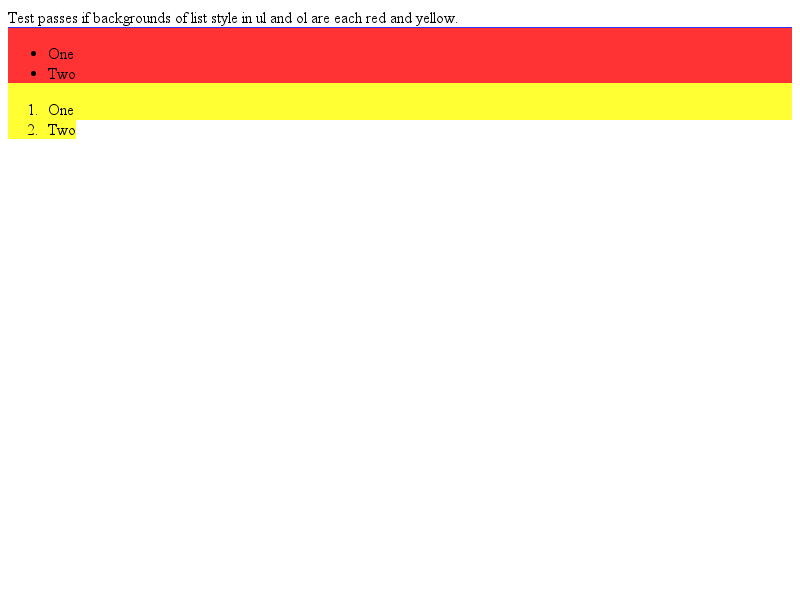 Test passes if backgrounds of list style in ul and ol are each red and yellow.
• One
• Two
1. One
2. Two